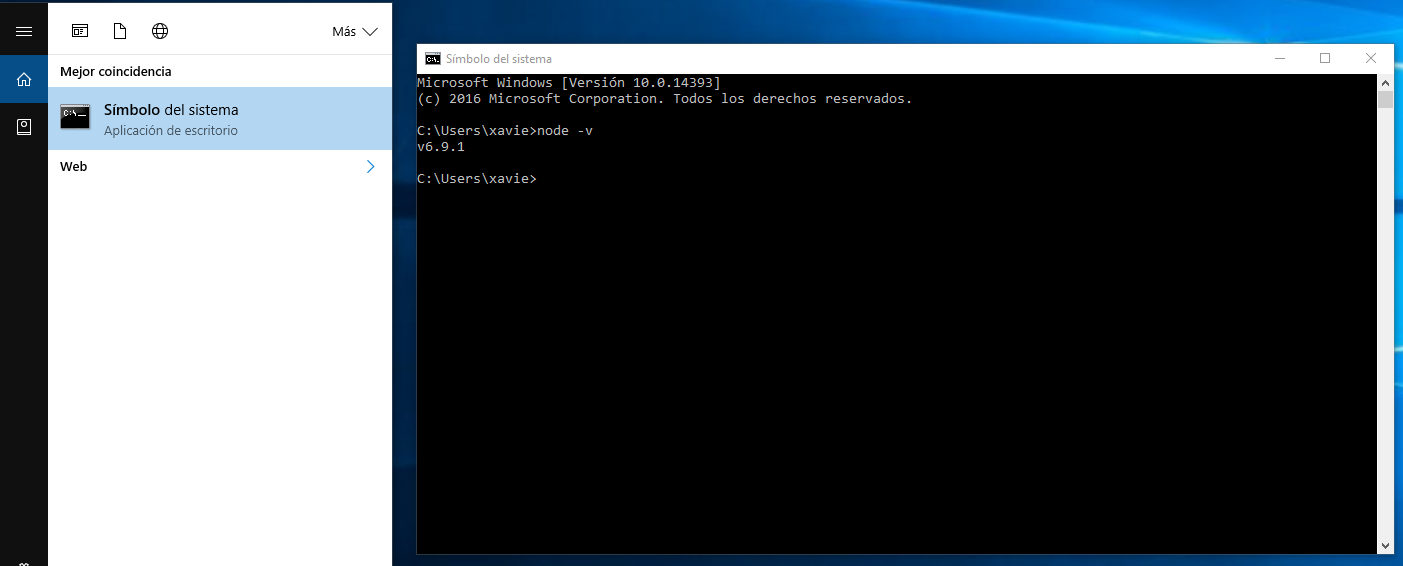 Más
Mejor coincidencia
Símbolo del sistema
Aplicación de escritorio
Web
Símbolo del sistema
Microsoft Windows [Versión 10.0.14393]
(c) 2016 Microsoft Corporation. Todos los derechos reservados.
C:\Users\xavie>node -v
v6.9.1
C:\Users\xavie>